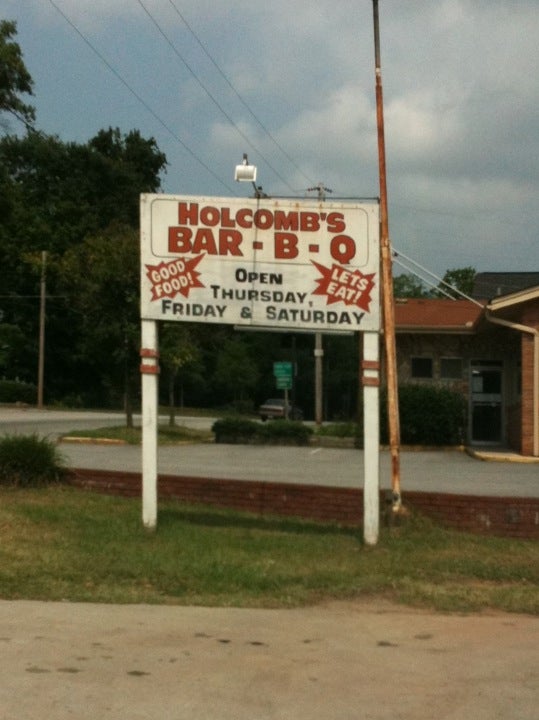 HOLCOMB'S
BAR-B-Q
GOOD
FOOD!
OPEN
THURSDAY,
FRIDAY & SATURDAY
LETS
EAT!